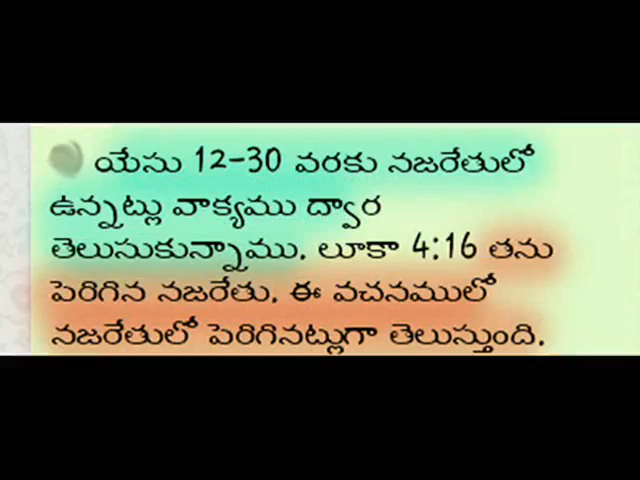 యేసు 12-30 వరకు నజరేతులో
ఉన్నట్లు వాక్యము ద్వార
తెలుసుకున్నాము. లూకా 4:16 తను
పెరిగిన నజరేతు. ఈ వచనములో
నజరేతులో పెరిగినట్లుగా తెలుస్తుంది.